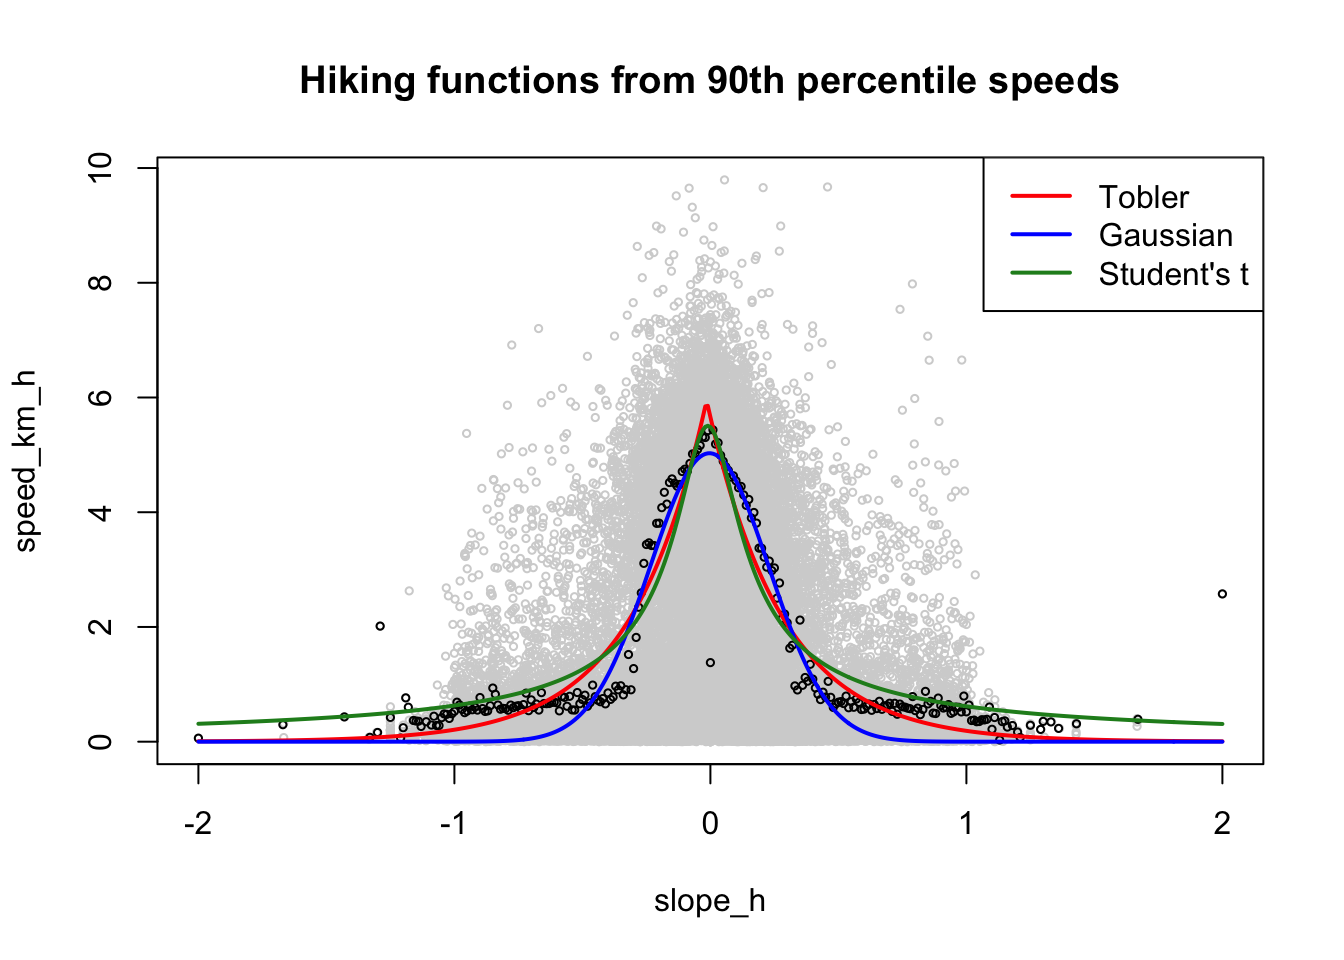 Hiking functions from 90th percentile speeds
speed_km_h
10
8
6
4
2
0
Tobler
Gaussian
Student's t
-2
-1
0
1
2
slope_h